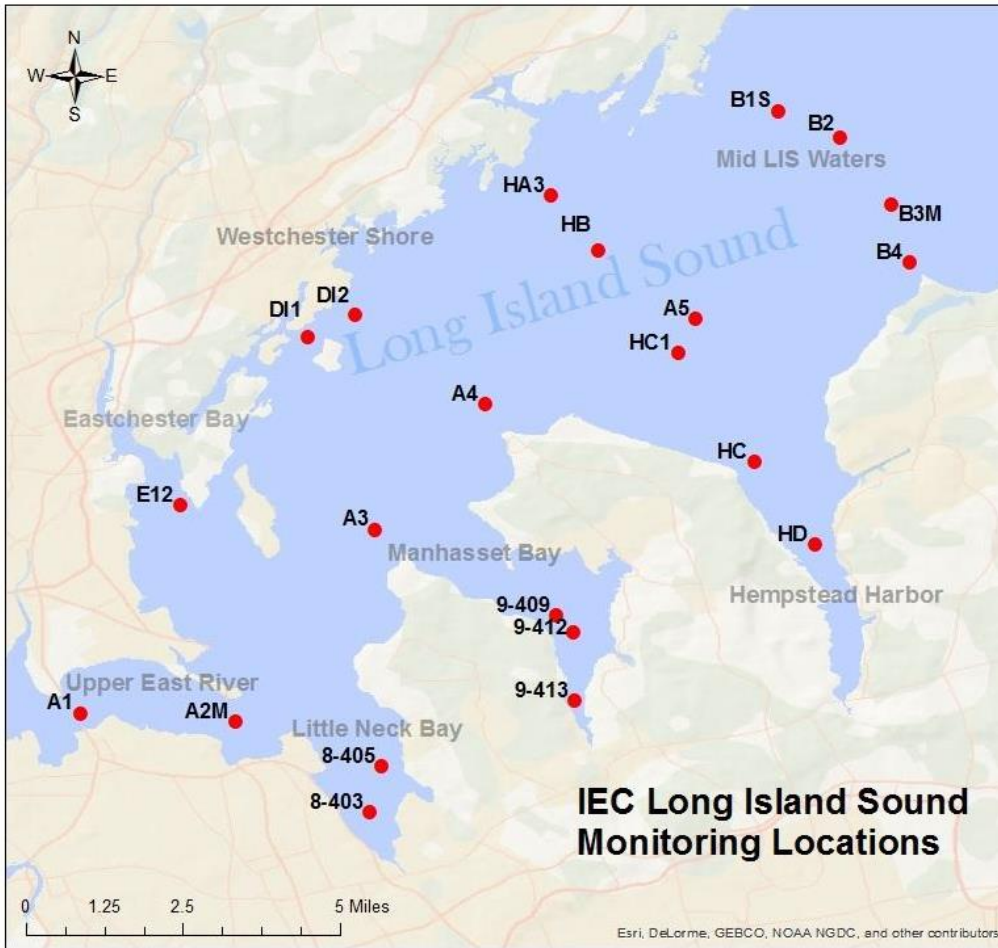 N
W E
S
B1S
B2
Mid LIS Waters
HA3
B3M
Westchester Shore
HB
B4
Long Island Sound
DI2
DI1
A5
HC1
A4
Eastchester Bay
HC
E12
A3
Manhasset Bay
HD
Hempstead Harbor
9-409
9-412
Upper East River
9-413
A1
A2M
Little Neck Bay
8-405
8-403
IEC Long Island Sound
Monitoring Locations
0 1.25 2.5 5 Miles
Esri, DeLorme, GEBCO, NOAA NGDC, and other contributors